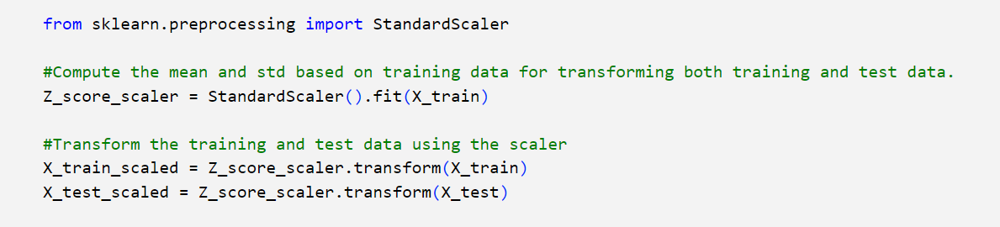 from sklearn.preprocessing import StandardScaler
#Compute the mean and std based on training data for transforming both training and test data.
Z_score_scaler = StandardScaler().fit(X_train)
#Transform the training and test data using the scaler
X_train_scaled = Z_score_scaler.transform(X_train)
X_test_scaled = Z_score_scaler.transform(X_test)